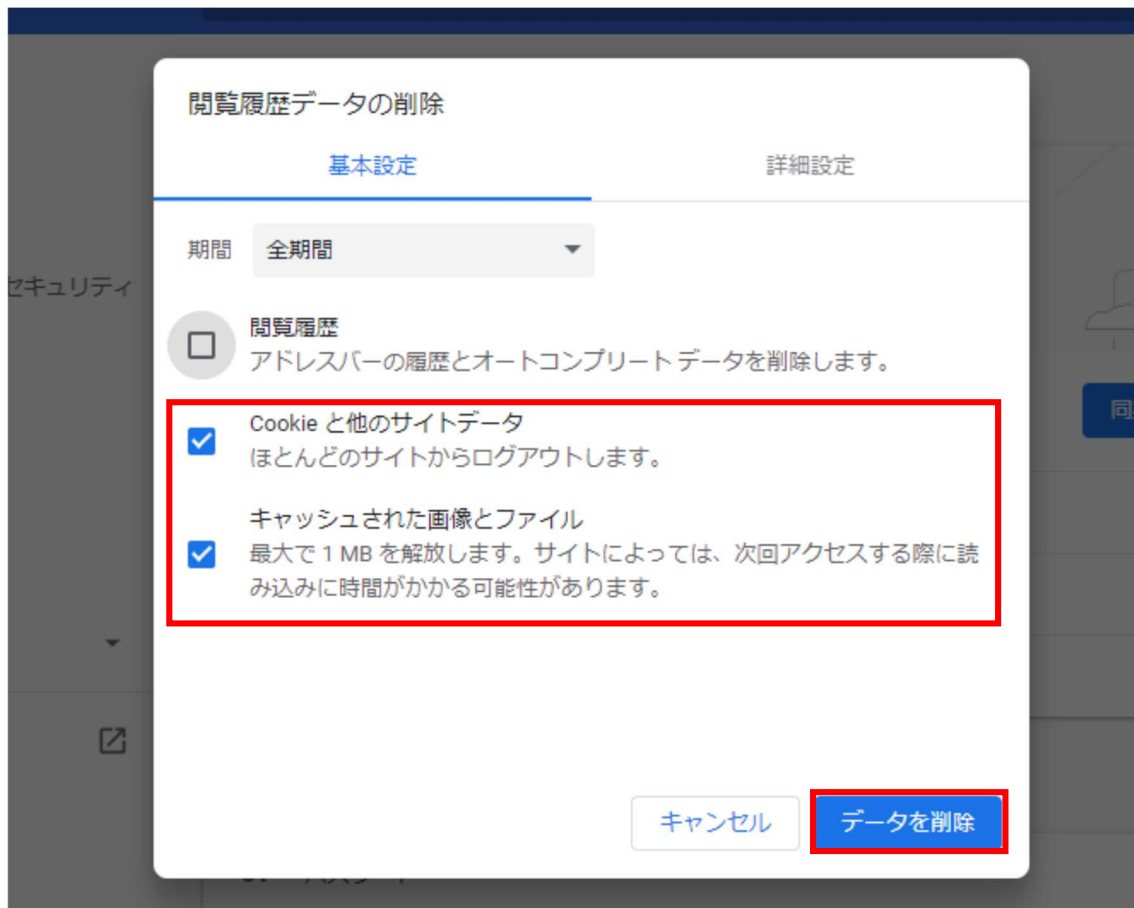 閲覧履歴データの削除
基本設定
詳細設定
期間
全期間
セキュリティ
閲覧履歴
アドレスバーの履歴とオートコンプリート データを削除します。
同
Cookie と他のサイトデータ
ほとんどのサイトからログアウトします。
キャッシュされた画像とファイル
最大で 1 MB を解放します。サイトによっては、次回アクセスする際に読
み込みに時間がかかる可能性があります。
キャンセル
データを削除